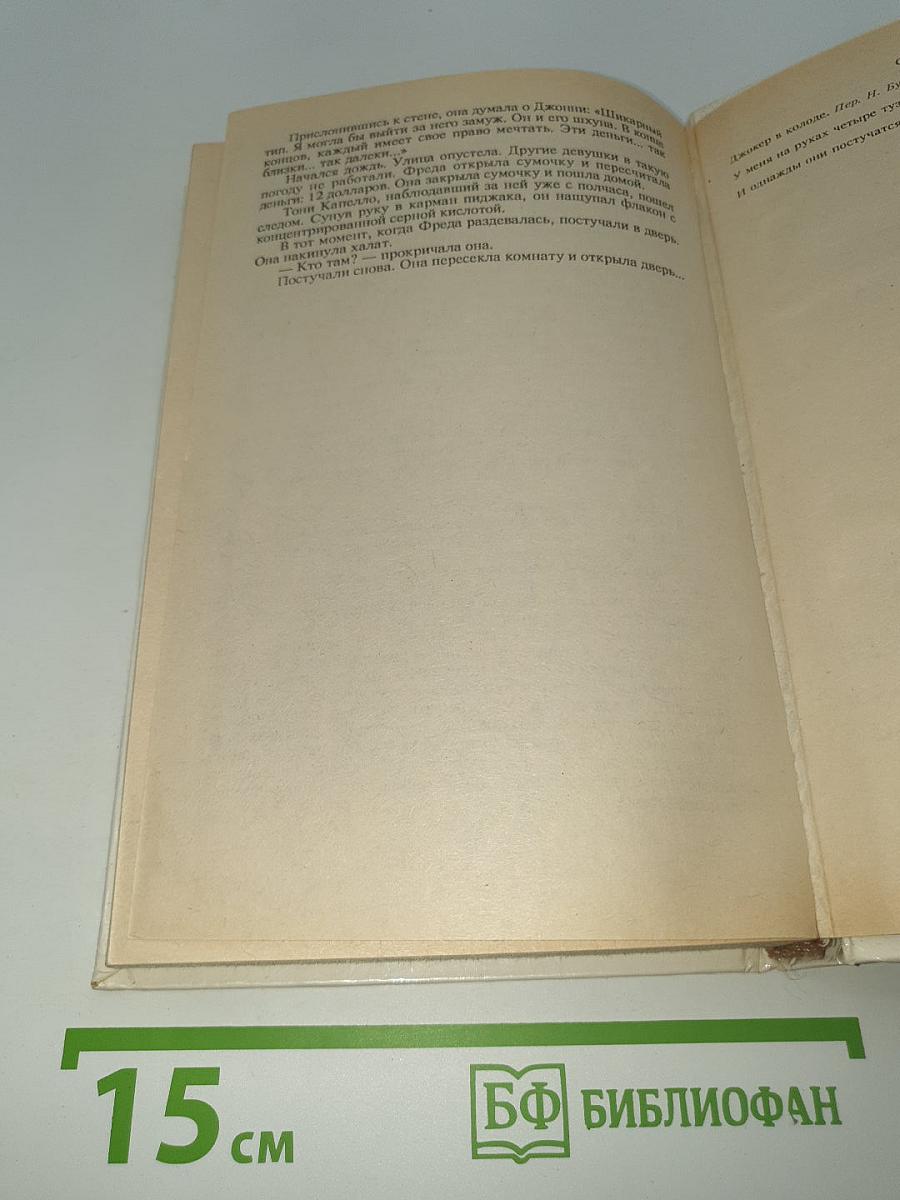 Прислонившись к стене, она думала о Джонни: «Шикарный
тип. Я могла бы выйти за него замуж. Он и его шхуна. В конце
концов, каждый имеет свое право мечтать. Эти деньги... так
близки... так далеки...»
Начался дождь. Улица опустела. Другие девушки в такую
погоду не работали. Фреда открыла сумочку и пересчитала
деньги: 12 долларов. Она закрыла сумочку и пошла домой.
Тони Капелло, наблюдавший за ней уже с полчаса, пошел
следом. Сунув руку в карман пиджака, он нащупал флакон с
концентрированной серной кислотой.
В тот момент, когда Фреда раздевалась, постучали в дверь.
Она накинула халат.
— Кто там? — прокричала она.
Постучали снова. Она пересекла комнату и открыла дверь...
Джокер в колоде. Пер. Н. Бу
У меня на руках четыре туз
И однажды они постучатся
15 см
БФ БИБЛИОФАН